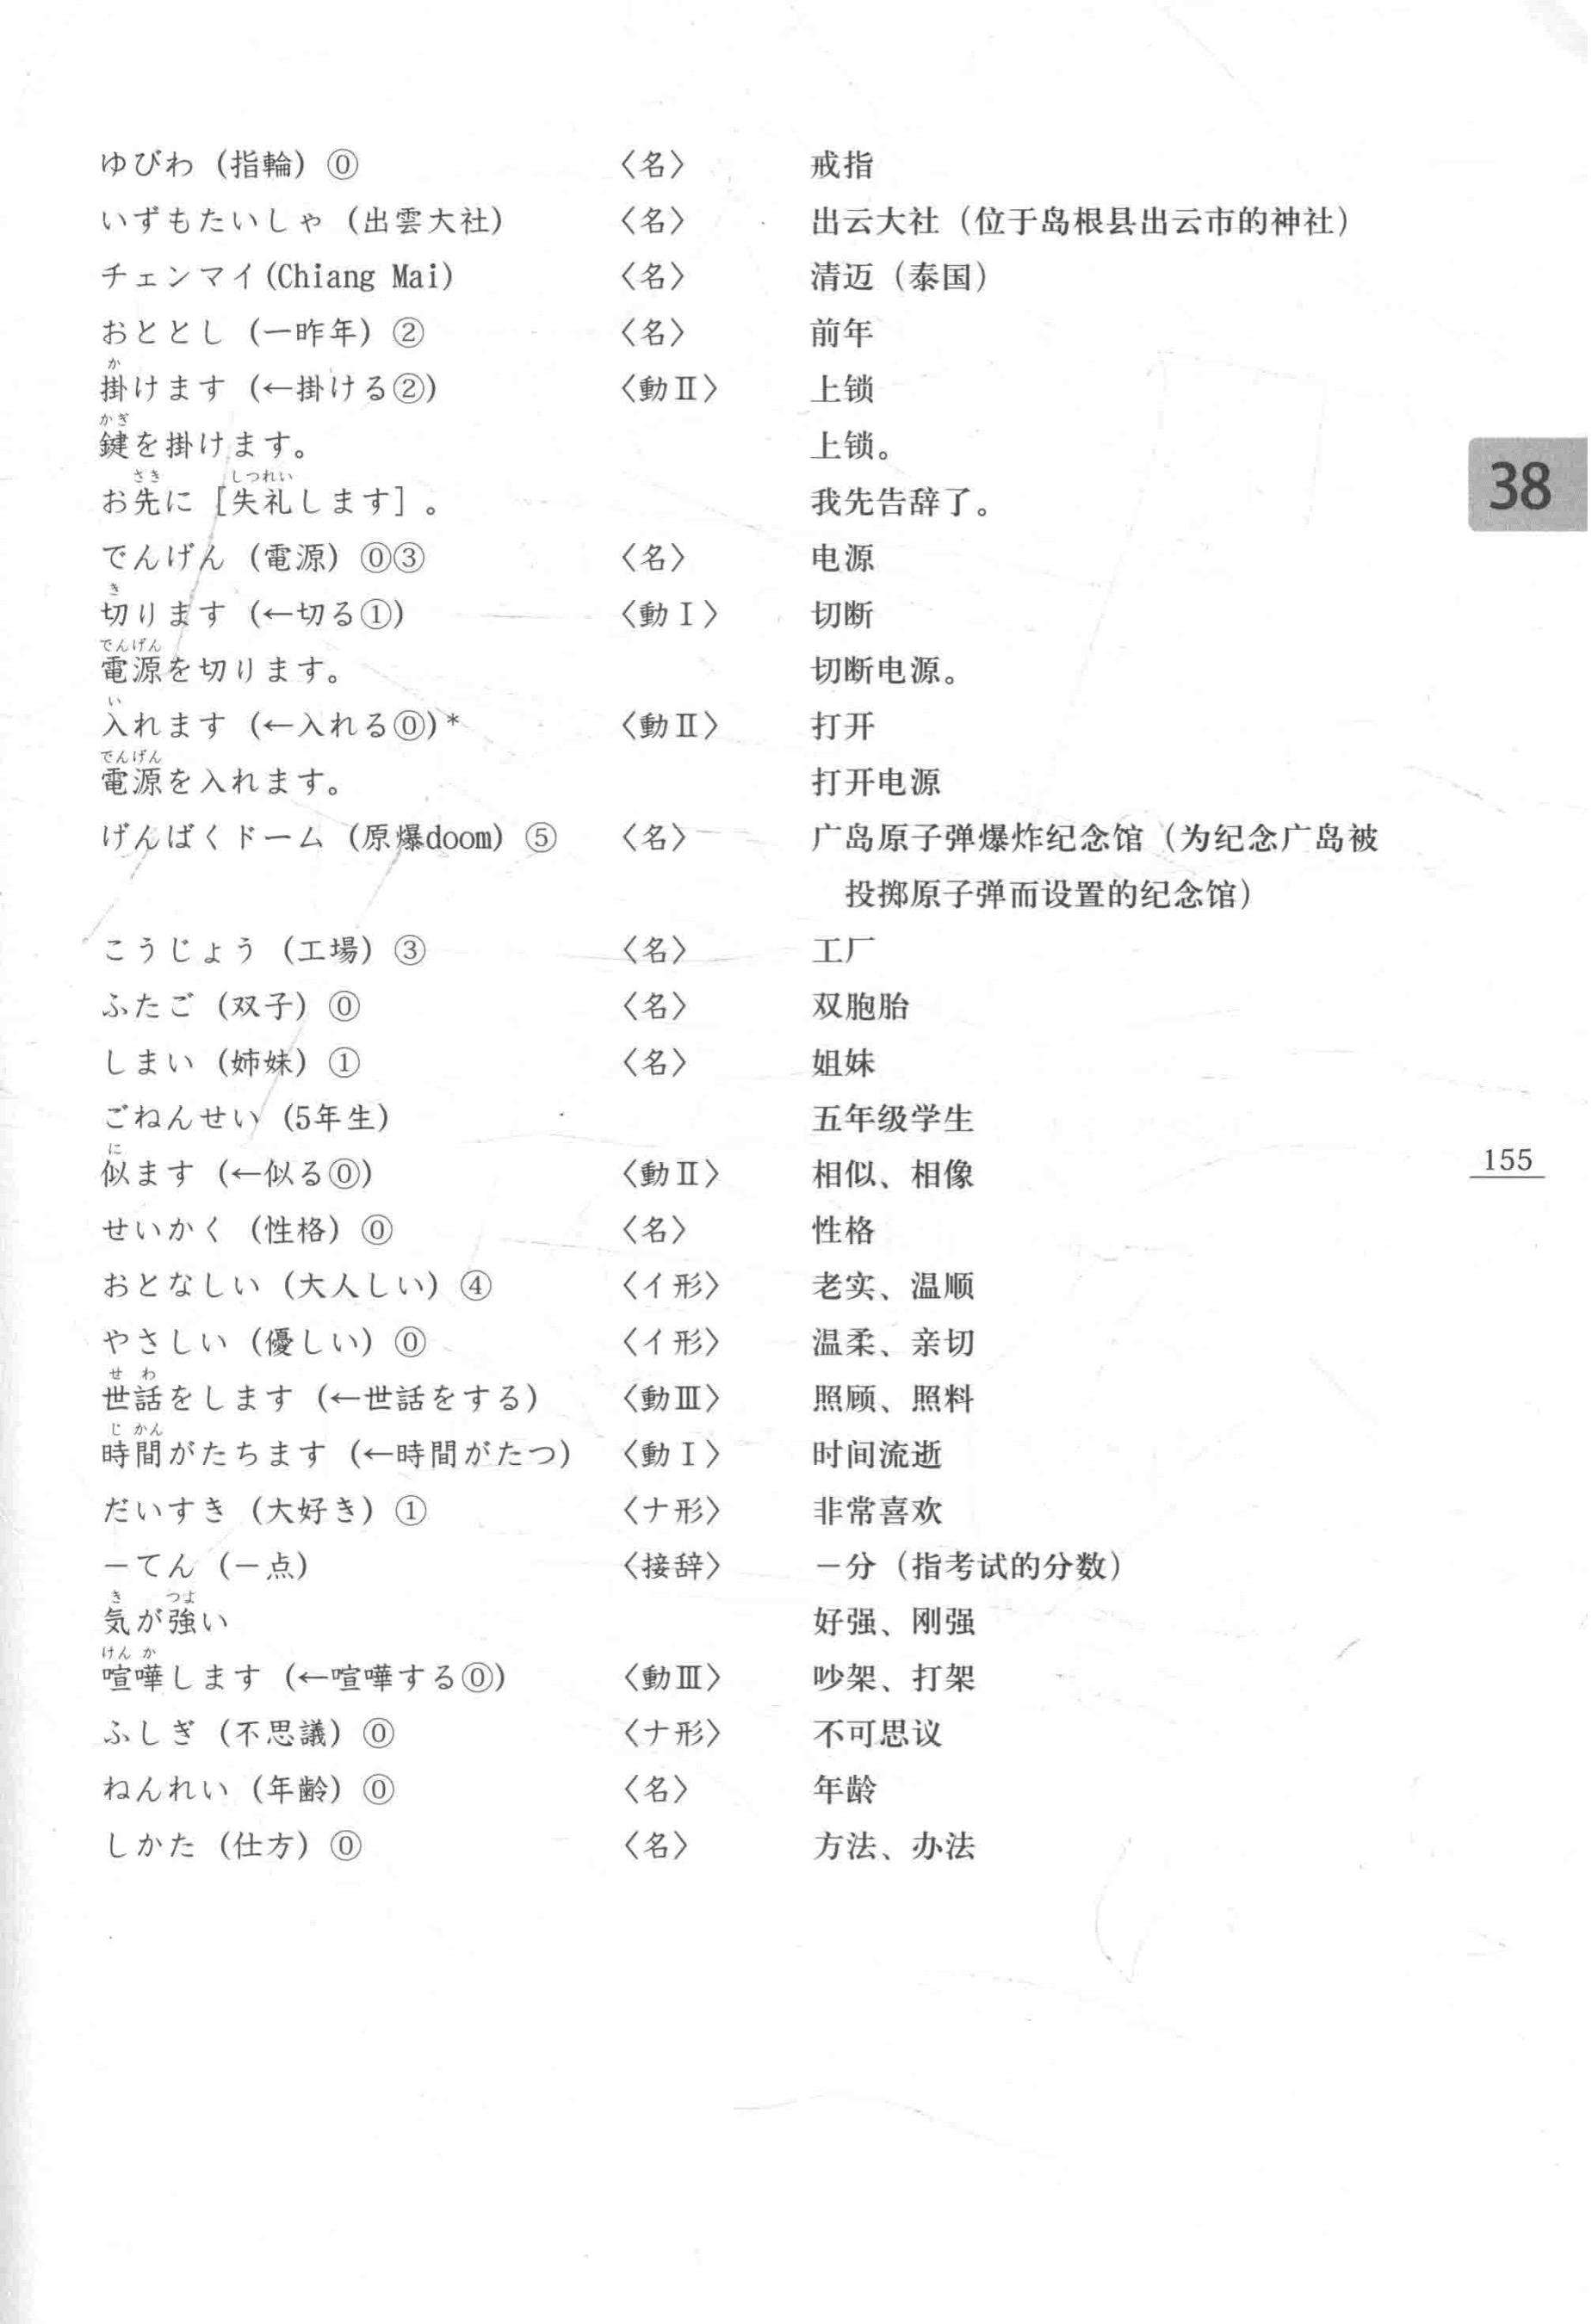 ゆびわ（指輪）⓪ 〈名〉 戒指
いずもたいしゃ（出雲大社） 〈名〉 出云大社（位于岛根县出云市的神社）
チェンマイ(Chiang Mai) 〈名〉 清迈（泰国）
おととし（一昨年）② 〈名〉 前年
か
掛けます（←掛ける②） 〈動Ⅱ〉 上锁
かぎ
鍵を掛けます。 上锁。
さき しつれい
お先に［失礼します］。 我先告辞了。
38
でんげん（電源）⓪③ 〈名〉 电源
き
切ります（←切る①） 〈動Ⅰ〉 切断
でんげん
電源を切ります。 切断电源。
い
入れます（←入れる⓪）* 〈動Ⅱ〉 打开
でんげん
電源を入れます。 打开电源
げんばくドーム（原爆doom）⑤ 〈名〉 广岛原子弹爆炸纪念馆（为纪念广岛被
投掷原子弹而设置的纪念馆）
こうじょう（工場）③ 〈名〉 工厂
ふたご（双子）⓪ 〈名〉 双胞胎
しまい（姉妹）① 〈名〉 姐妹
ごねんせい（5年生） 五年级学生
に
似ます（←似る⓪） 〈動Ⅱ〉 相似、相像
155
せいかく（性格）⓪ 〈名〉 性格
おとなしい（大人しい）④ 〈イ形〉 老实、温顺
やさしい（優しい）⓪ 〈イ形〉 温柔、亲切
せ わ
世話をします（←世話をする） 〈動Ⅲ〉 照顾、照料
じ かん
時間がたちます（←時間がたつ） 〈動Ⅰ〉 时间流逝
だいすき（大好き）① 〈ナ形〉 非常喜欢
－てん（－点） 〈接辞〉 －分（指考试的分数）
き つよ
気が強い 好强、刚强
けん か
喧嘩します（←喧嘩する⓪） 〈動Ⅲ〉 吵架、打架
ふしぎ（不思議）⓪ 〈ナ形〉 不可思议
ねんれい（年齢）⓪ 〈名〉 年龄
しかた（仕方）⓪ 〈名〉 方法、办法